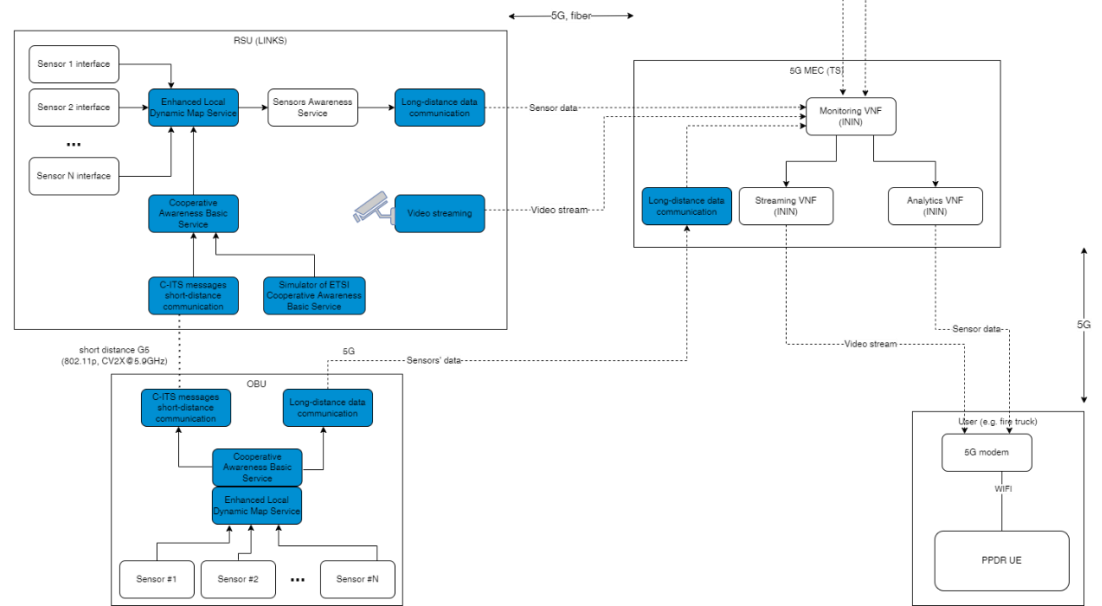 5G, fiber
RSU (LINKS)
Sensor 1 interface
Sensor 2 interface
...
Sensor N interface
Enhanced Local
Dynamic Map Service
Sensors Awareness
Service
Long-distance data
communication
Sensor data
Cooperative
Awareness Basic
Service
Video streaming
Video stream
C-ITS messages
short-distance
communication
Simulator of ETSI
Cooperative Awareness
Basic Service
5G MEC (TS)
Monitoring VNF
(ININ)
Long-distance data
communication
Streaming VNF
(ININ)
Analytics VNF
(ININ)
short distance G5
(802.11p, CV2X@5.9GHz)
5G
Sensors' data
Video stream
Sensor data
5G
OBU
C-ITS messages
short-distance
communication
Long-distance data
communication
Cooperative
Awareness Basic
Service
Enhanced Local
Dynamic Map Service
Sensor #1
Sensor #2
...
Sensor #N
User (e.g. fire truck)
5G modem
WIFI
PPDR UE